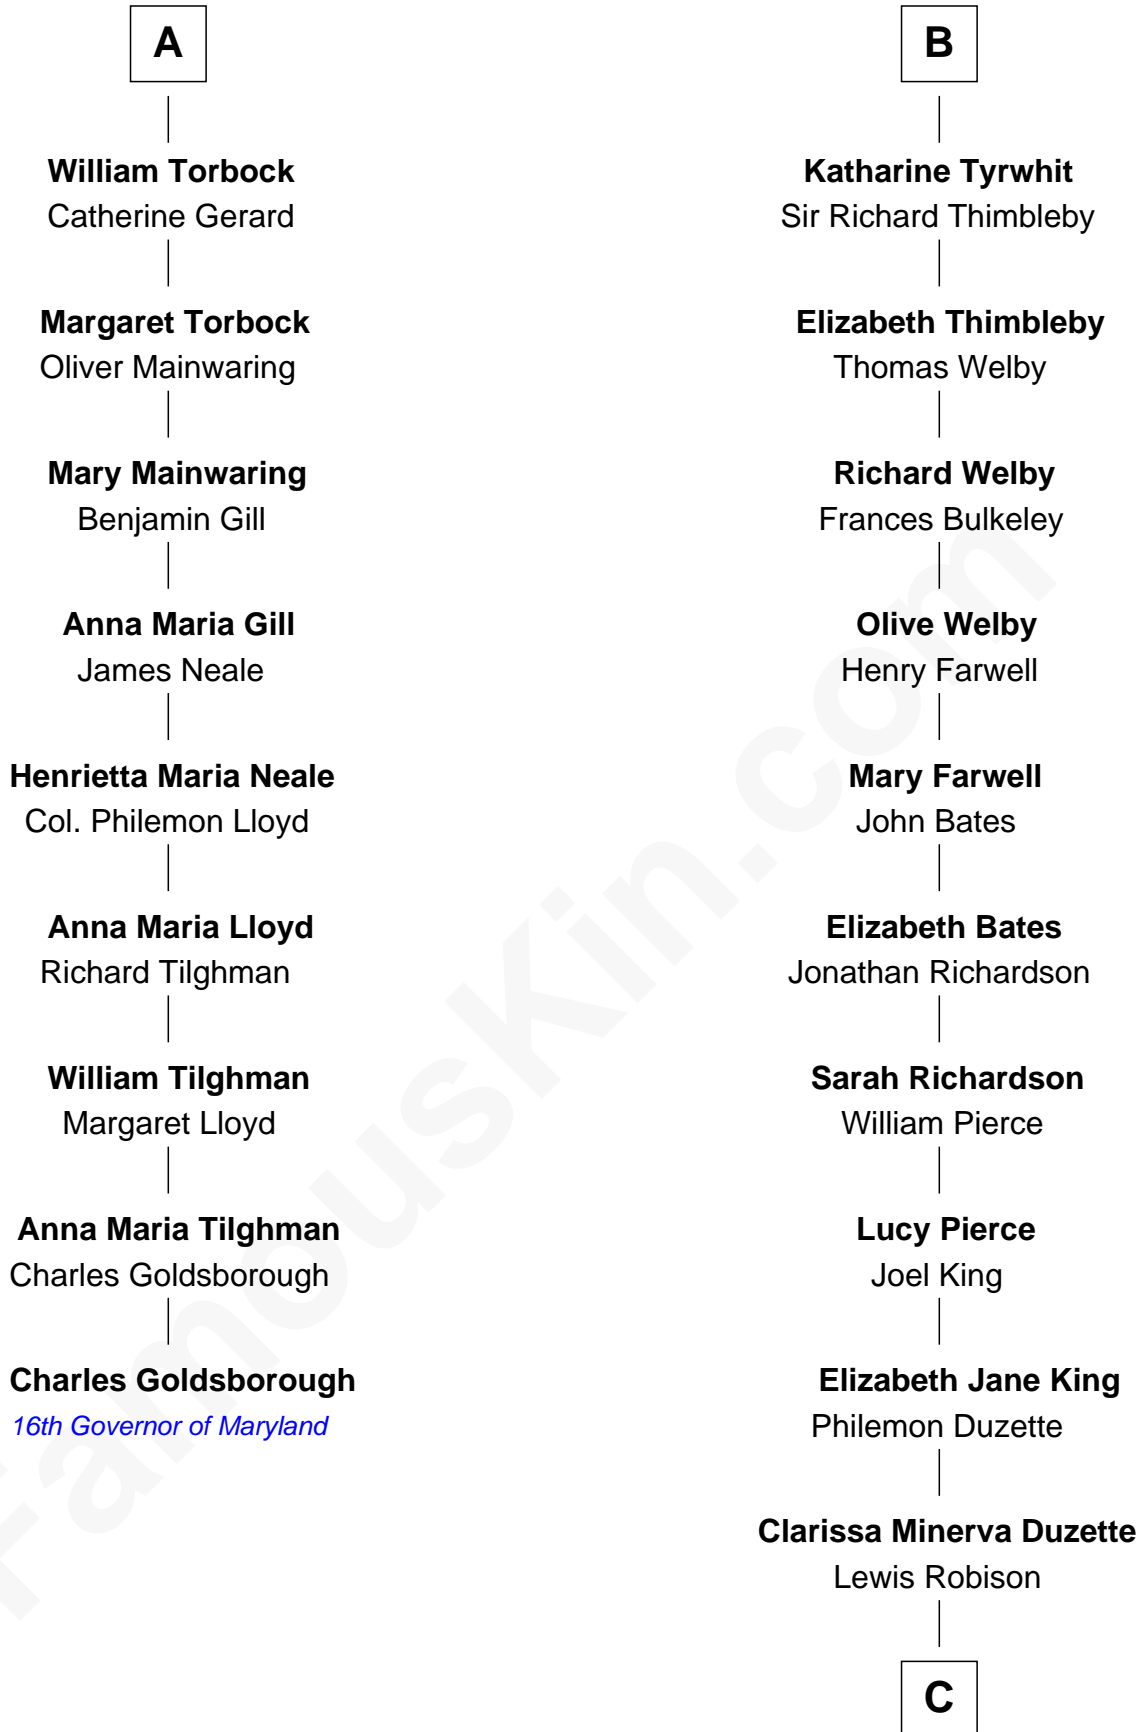 A
William Torbock
Catherine Gerard
Margaret Torbock
Oliver Mainwaring
Mary Mainwaring
Benjamin Gill
Anna Maria Gill
James Neale
Henrietta Maria Neale
Col. Philemon Lloyd
Anna Maria Lloyd
Richard Tilghman
William Tilghman
Margaret Lloyd
Anna Maria Tilghman
Charles Goldsborough
Charles Goldsborough
16th Governor of Maryland
B
Katharine Tyrwhit
Sir Richard Thimbleby
Elizabeth Thimbleby
Thomas Welby
Richard Welby
Frances Bulkeley
Olive Welby
Henry Farwell
Mary Farwell
John Bates
Elizabeth Bates
Jonathan Richardson
Sarah Richardson
William Pierce
Lucy Pierce
Joel King
Elizabeth Jane King
Philemon Duzette
Clarissa Minerva Duzette
Lewis Robison
C
FamousKin.com